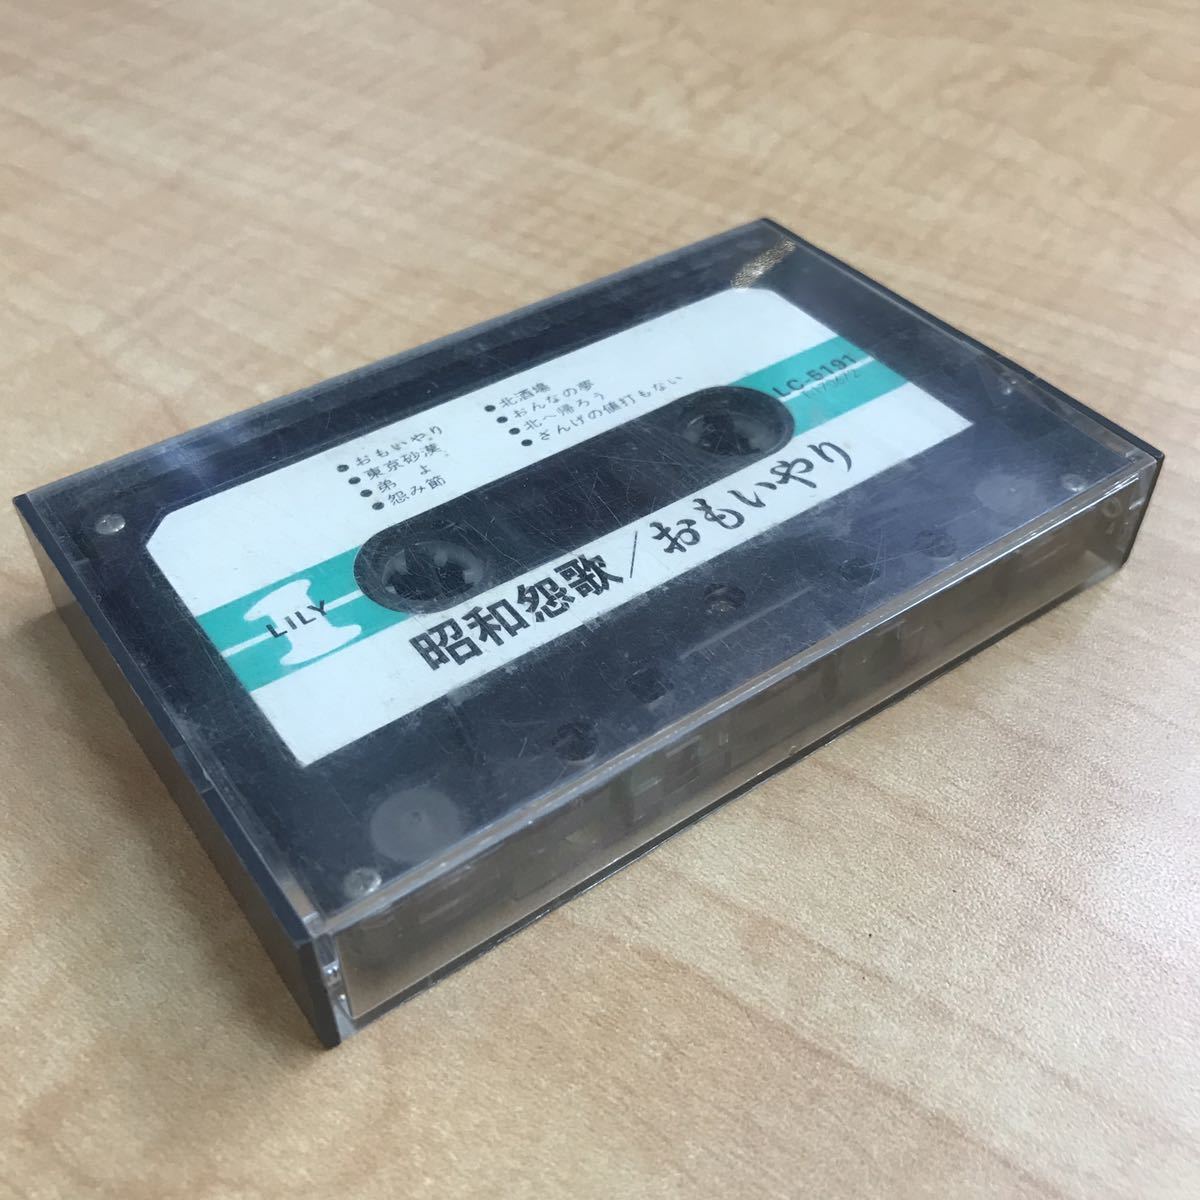 ●おもいやり
●東京砂漠
●弟よ
●怨み節
●北酒場
●おんなの夢
●北へ帰ろう
●ざんげの値打もない
LC-5191
LILY
昭和怨歌/おもいやり